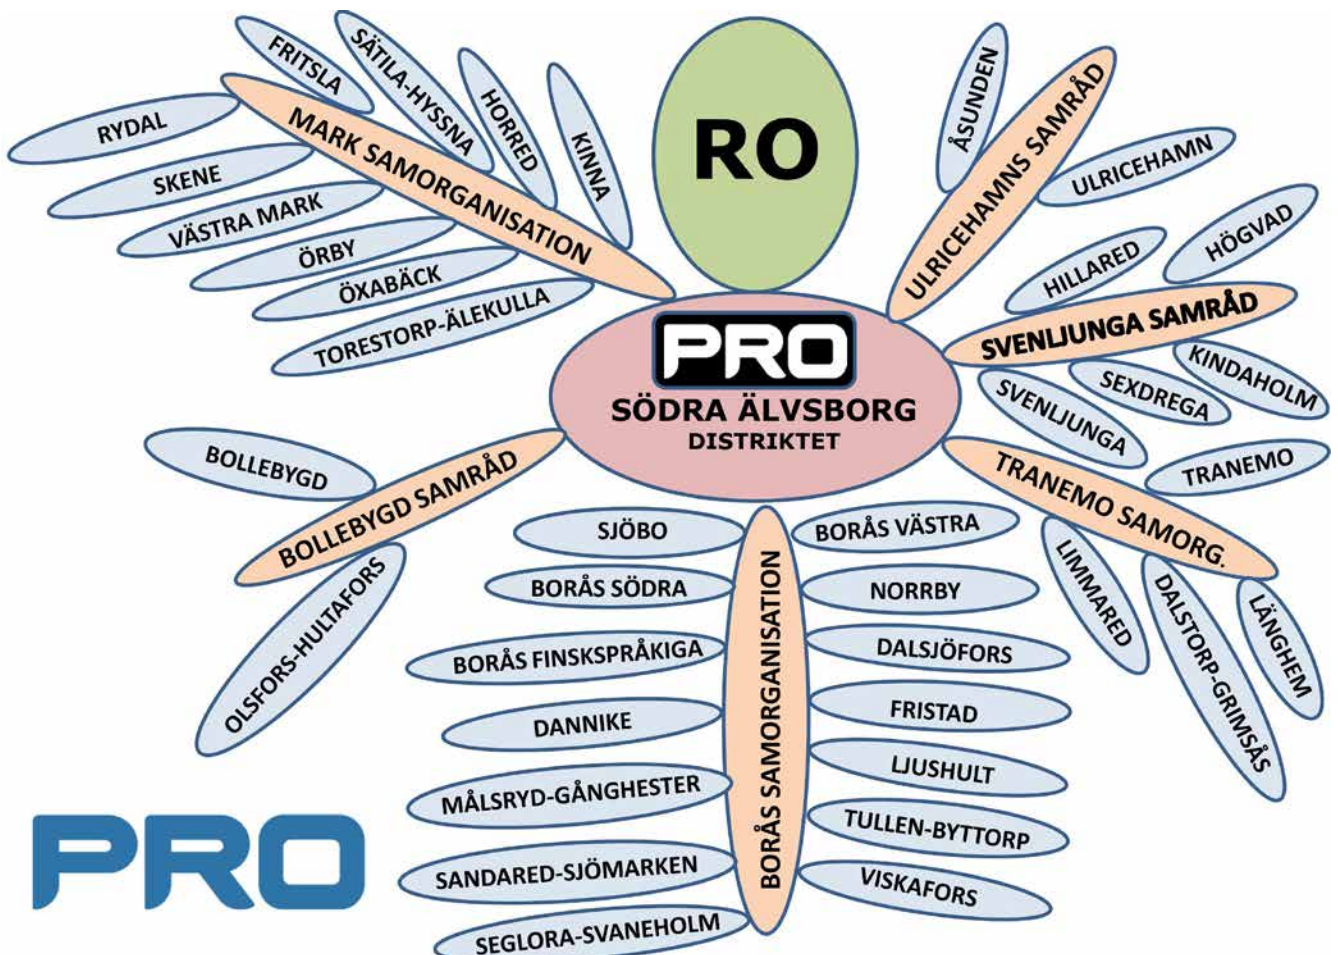 FRITSLA
SÄTILA-HYSSNA
HORRED
KINNA
RYDAL
SKENE
VÄSTRA MARK
ÖRBY
ÖXABÄCK
TORESTORP-ÄLEKULLA
MARK SAMORGANISATION
RO
ÅSUNDEN
ULRICEHAMNS SAMRÅD
ULRICEHAMN
HÖGVAD
HILLARED
SVENLJUNGA SAMRÅD
KINDAHOLM
SEXDREGA
SVENLJUNGA
PRO
SÖDRA ÄLVSBORG
DISTRIKTET
BOLLEBYGD
BOLLEBYGD SAMRÅD
OLSFORS-HULTAFORS
TRANEMO SAMORG.
TRANEMO
LIMMARED
DALSTORP-GRIMSÅS
LÄNGHEM
BORÅS SAMORGANISATION
SJÖBO
BORÅS SÖDRA
BORÅS FINSKSPRÅKIGA
DANNIKE
MÅLSRYD-GÅNGHESTER
SANDARED-SJÖMARKEN
SEGLORA-SVANEHOLM
BORÅS VÄSTRA
NORRBY
DALSJÖFORS
FRISTAD
LJUSHULT
TULLEN-BYTTORP
VISKAFORS
PRO